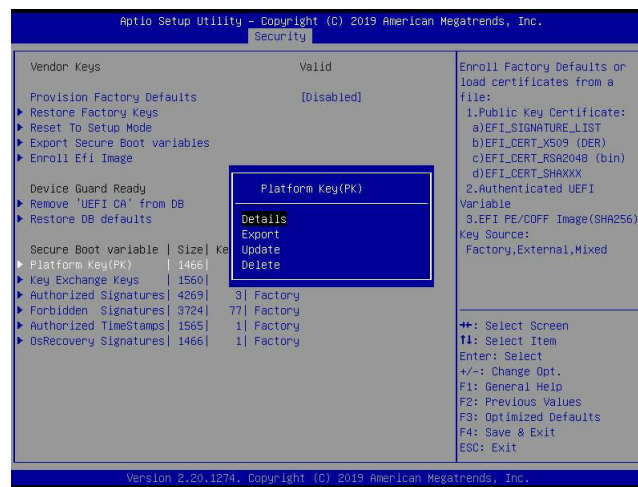 Aptio Setup Utility – Copyright (C) 2019 American Megatrends, Inc.
Security
Vendor Keys Valid
Provision Factory Defaults [Disabled]
Restore Factory Keys
Reset To Setup Mode
Export Secure Boot variables
Enroll Efi Image
Device Guard Ready
Remove 'UEFI CA' from DB
Restore DB defaults
Secure Boot variable | Size| Ke
Platform Key(PK) | 1466|
Key Exchange Keys | 1560|
Authorized Signatures| 4269| 3| Factory
Forbidden Signatures| 3724| 77| Factory
Authorized TimeStamps| 1565| 1| Factory
OsRecovery Signatures| 1466| 1| Factory
Platform Key(PK)
Details
Export
Update
Delete
Enroll Factory Defaults or
load certificates from a
file:
1.Public Key Certificate:
a)EFI_SIGNATURE_LIST
b)EFI_CERT_X509 (DER)
c)EFI_CERT_RSA2048 (bin)
d)EFI_CERT_SHAXXX
2.Authenticated UEFI
Variable
3.EFI PE/COFF Image(SHA256)
Key Source:
Factory,External,Mixed
→←: Select Screen
↑↓: Select Item
Enter: Select
+/-: Change Opt.
F1: General Help
F2: Previous Values
F3: Optimized Defaults
F4: Save & Exit
ESC: Exit
Version 2.20.1274. Copyright (C) 2019 American Megatrends, Inc.